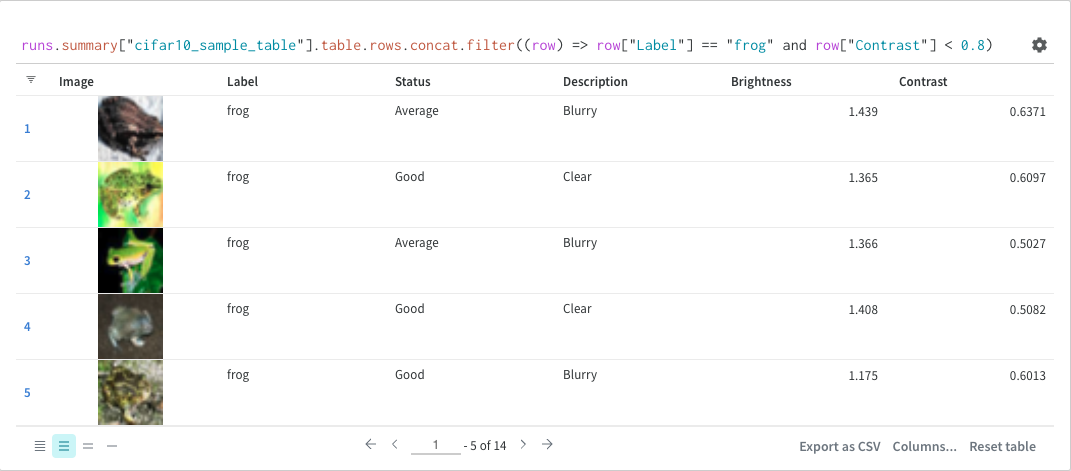 runs.summary["cifar10_sample_table"].table.rows.concat.filter((row) => row["Label"] == "frog" and row["Contrast"] < 0.8)
Image Label Status Description Brightness Contrast
1 frog Average Blurry 1.439 0.6371
2 frog Good Clear 1.365 0.6097
3 frog Average Blurry 1.366 0.5027
4 frog Good Clear 1.408 0.5082
5 frog Good Blurry 1.175 0.6013
1 - 5 of 14 Export as CSV Columns... Reset table